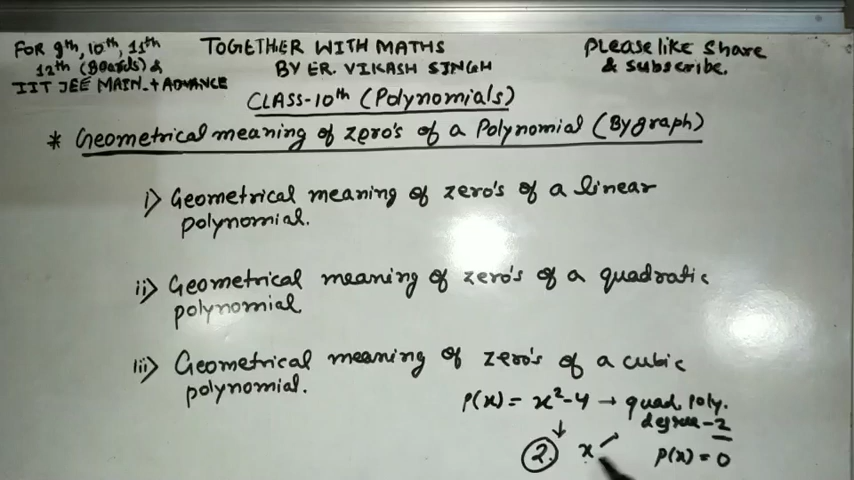 FOR 9th, 10th, 11th
12th (Boards) &
IIT JEE MAIN + ADVANCE
TOGETHER WITH MATHS
BY ER. VIKASH SINGH
please like share
& subscribe.
CLASS-10th (Polynomials)
* Geometrical meaning of zero's of a Polynomial (By graph)
i) Geometrical meaning of zero's of a linear
polynomial.
ii) Geometrical meaning of zero's of a quadratic
polynomial
iii) Geometrical meaning of zero's of a cubic
polynomial.
P(x) = x²-4 → quad. poly.
degree-2
↓
2. x
P(x) = 0